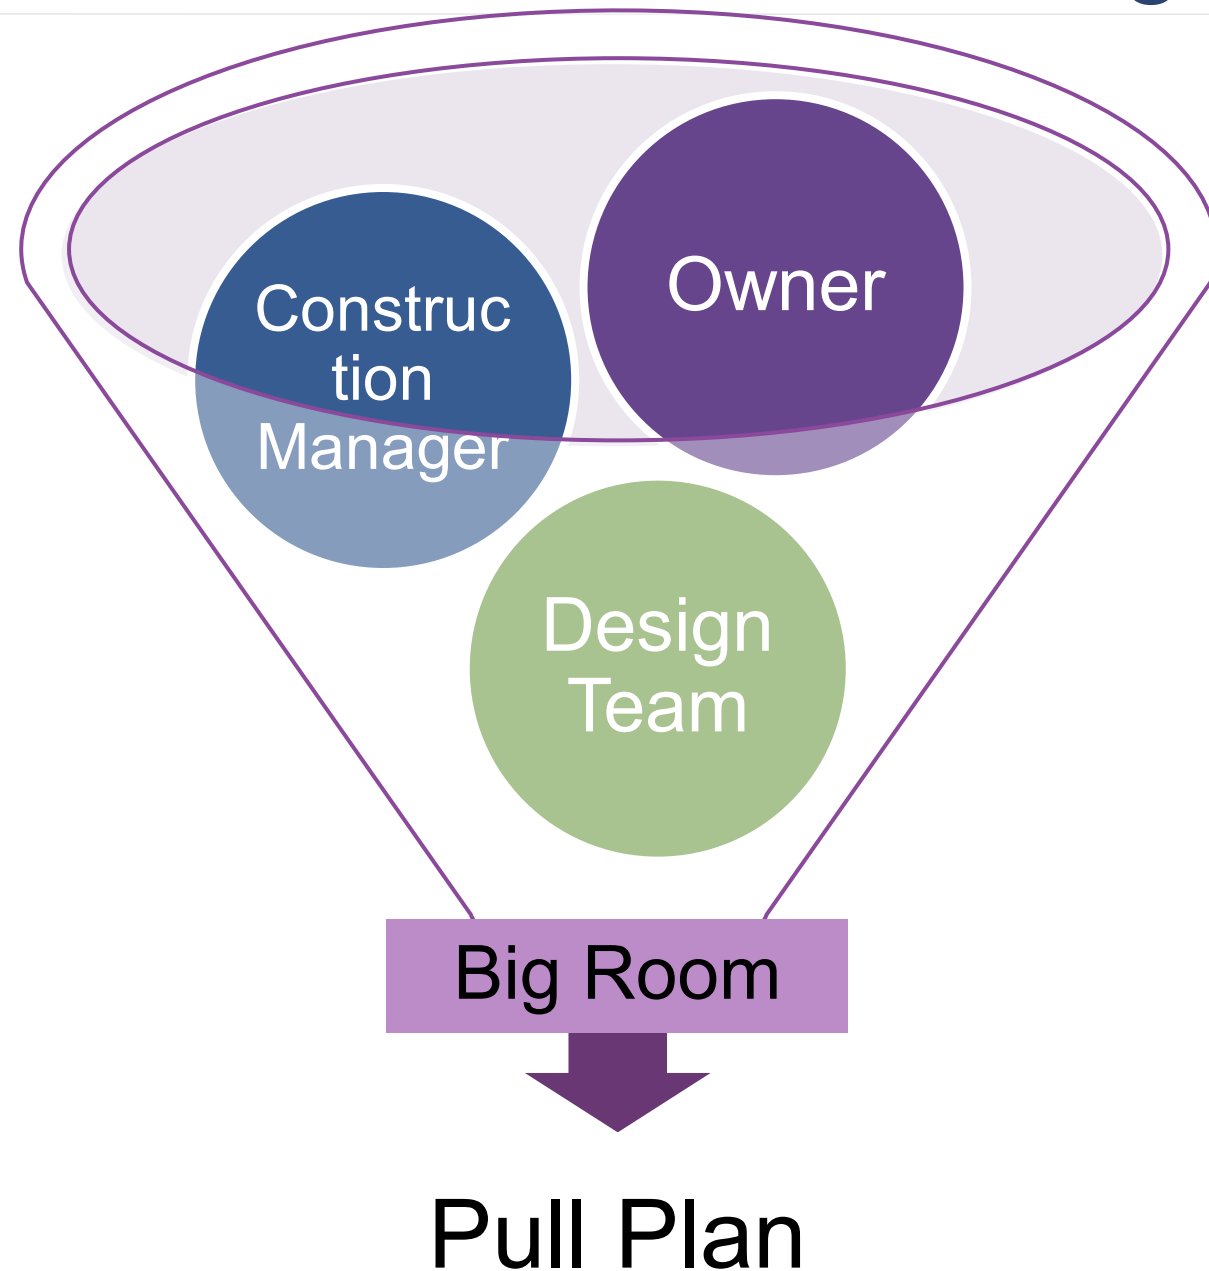 Owner
Construc
tion
Manager
Design
Team
Big Room
Pull Plan